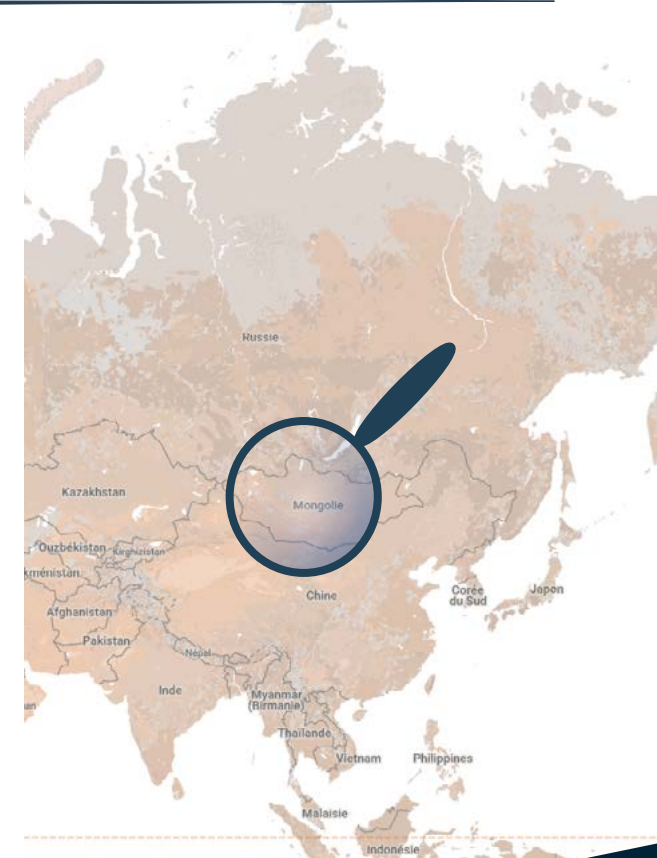 Russie
Kazakhstan
Mongolie
Ouzbékistan
Kirghizistan
kménistan
Chine
Corée
du Sud
Japon
Afghanistan
Pakistan
Népal
Inde
Myanmar
(Birmanie)
Thaïlande
Vietnam
Philippines
Malaisie
Indonésie